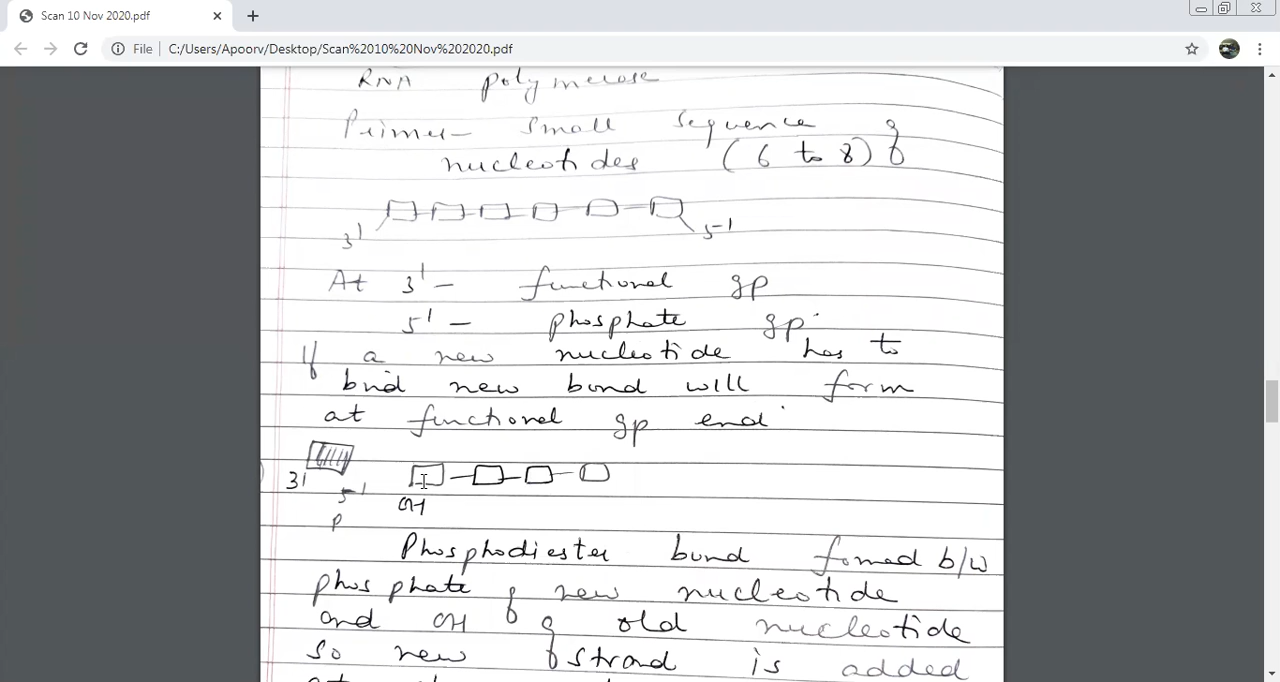 Scan 10 Nov 2020.pdf
File C:/Users/Apoorv/Desktop/Scan%2010%20Nov%202020.pdf
RNA polymerase
Primer - small sequence of
nucleotides (6 to 8)
3' 5'
At 3' - functional gp
5' - phosphate gp.
If a new nucleotide has to
bind new bond will form
at functional gp end
3' 5' OH
P
Phosphodiester bond fomed b/w
phosphate of new nucleotide
and OH of old nucleotide
so new strand is added